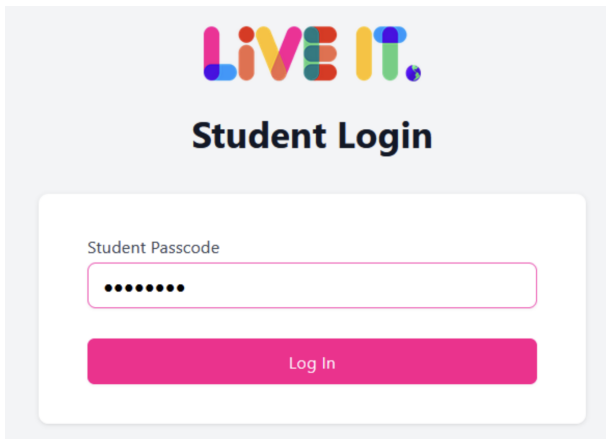 LiVE IT.
Student Login
Student Passcode
••••••••
Log In